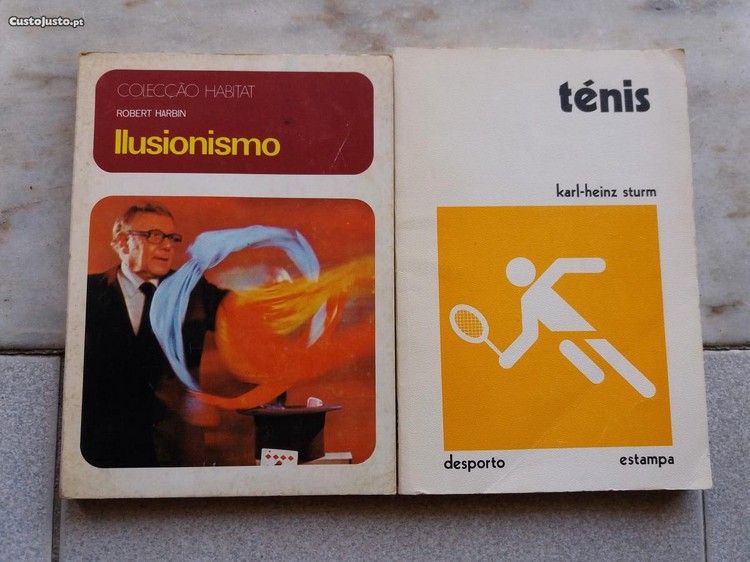 CustoJusto.pt
COLECÇÃO HABITAT
ROBERT HARBIN
Ilusionismo
ténis
karl-heinz sturm
desporto
estampa